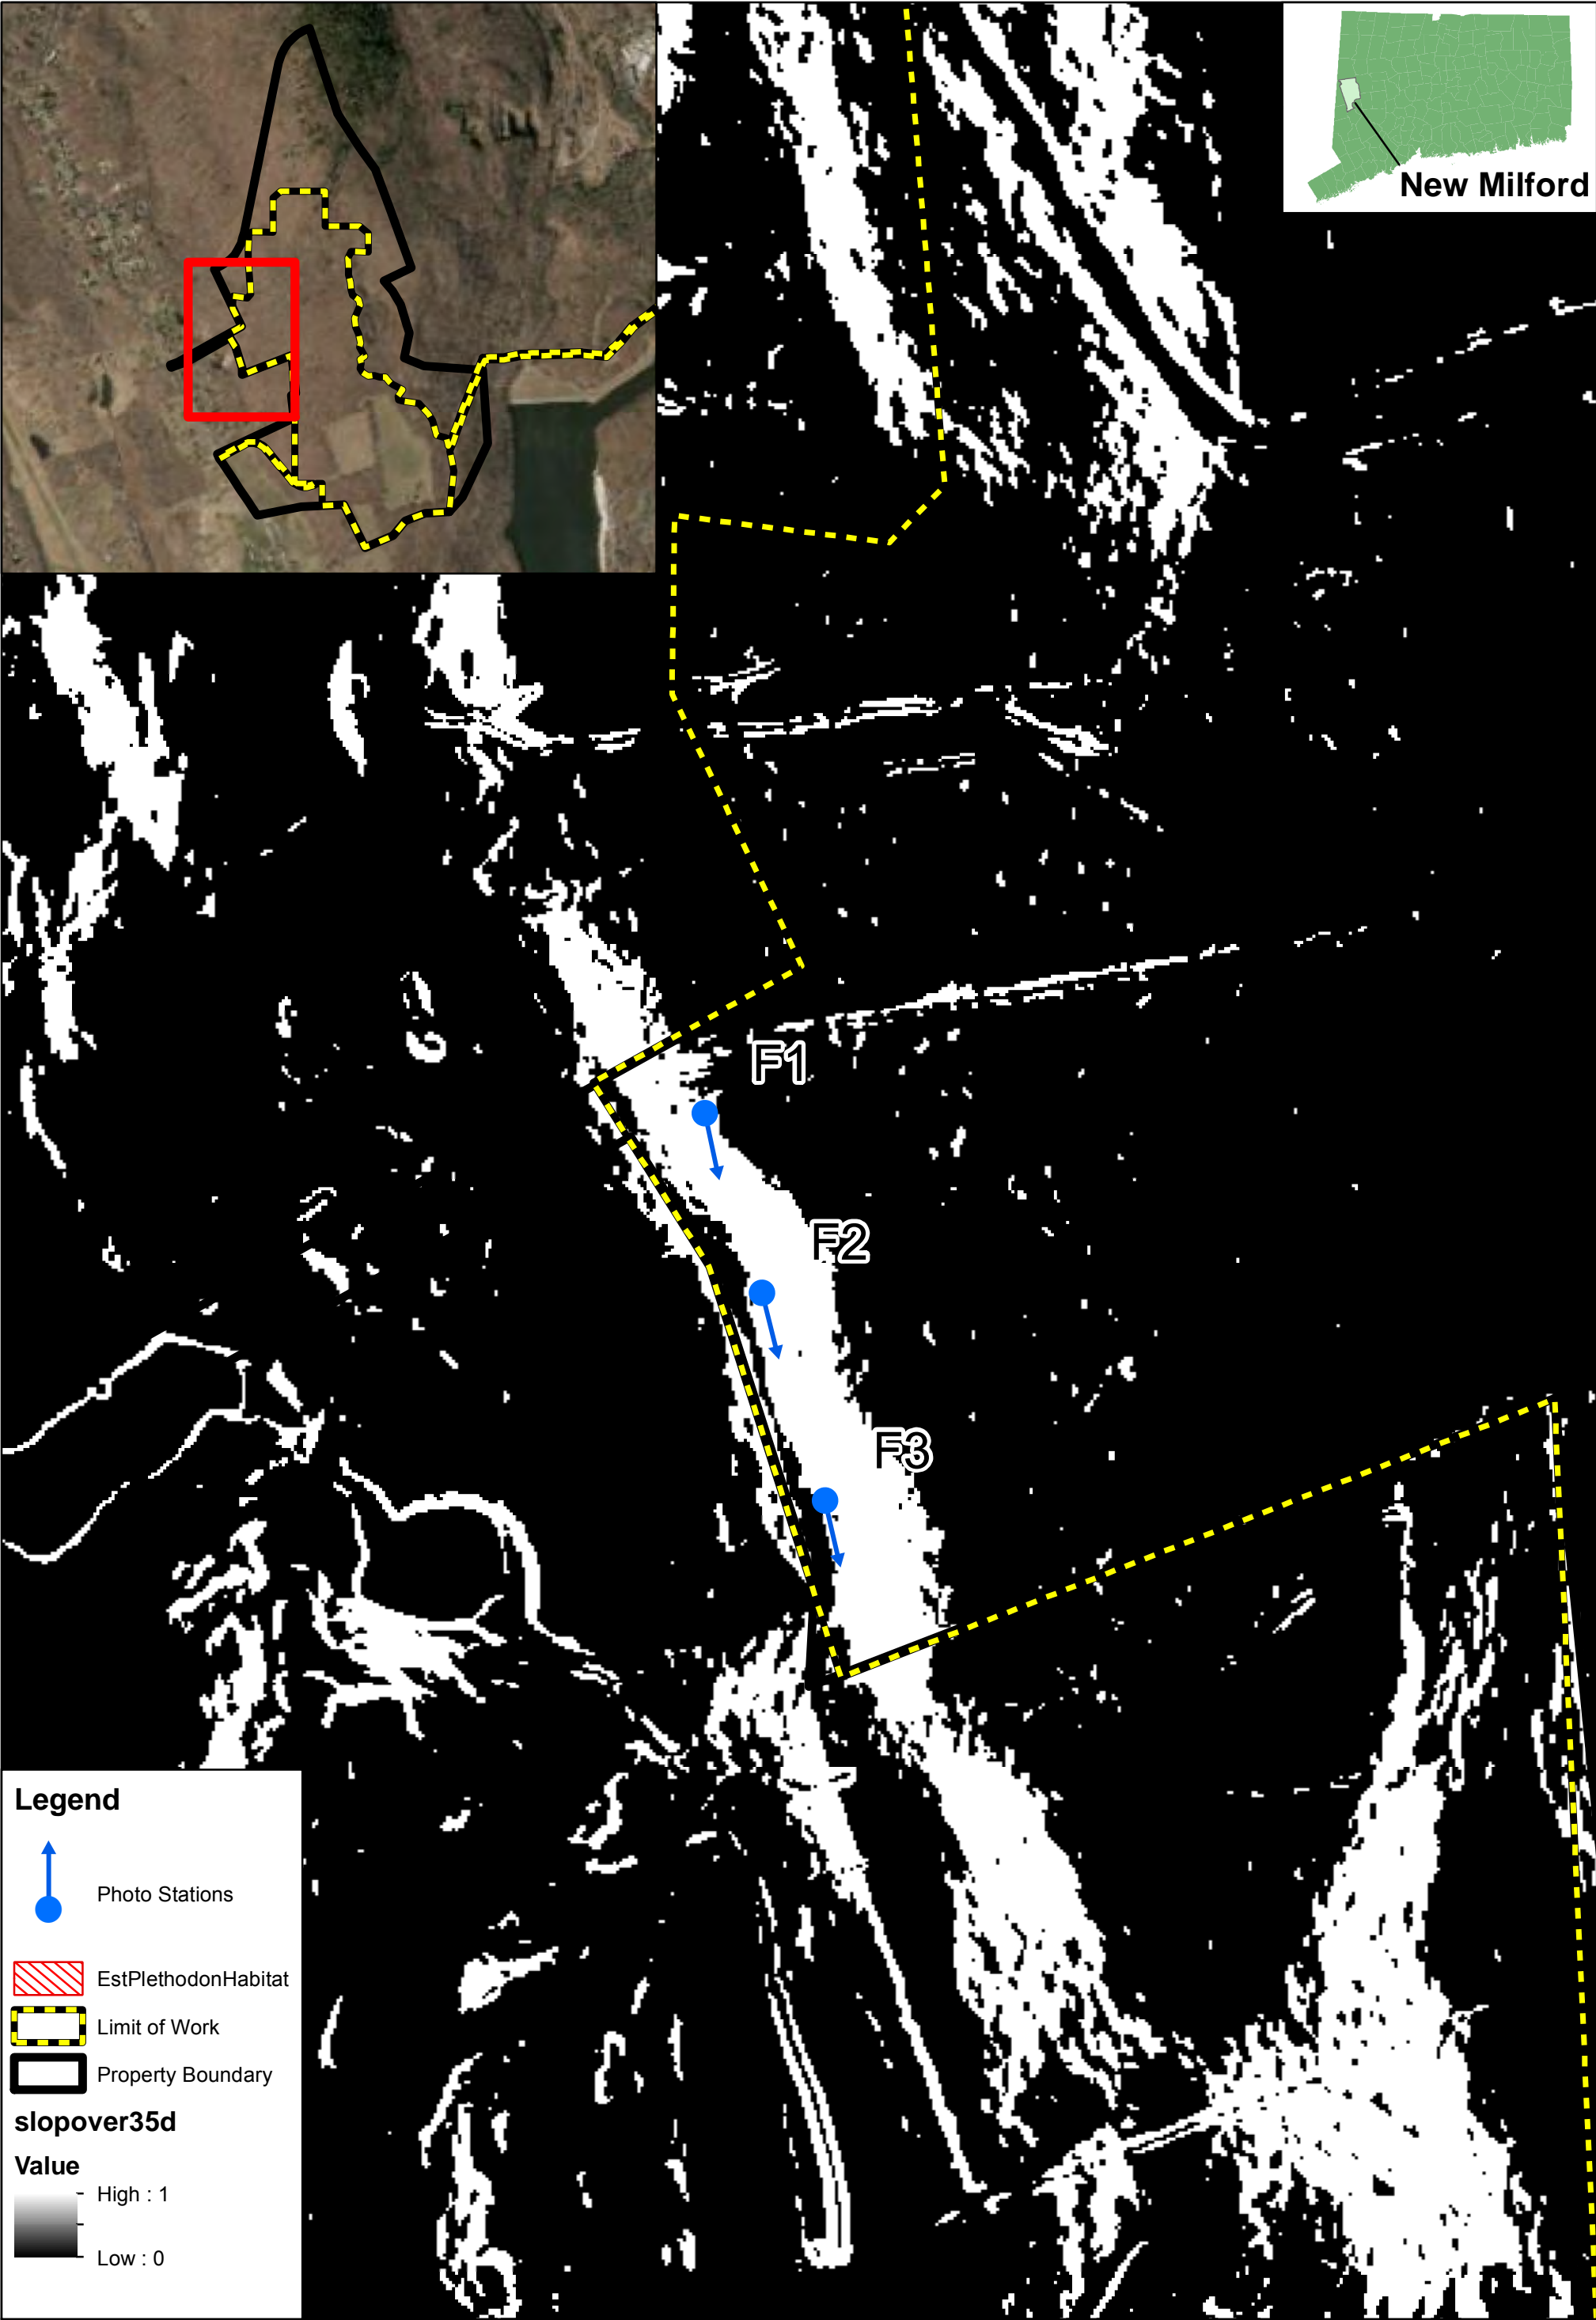 New Milford
F1
F2
F3
Legend
Photo Stations
EstPlethodonHabitat
Limit of Work
Property Boundary
slopover35d
Value
High : 1
Low : 0